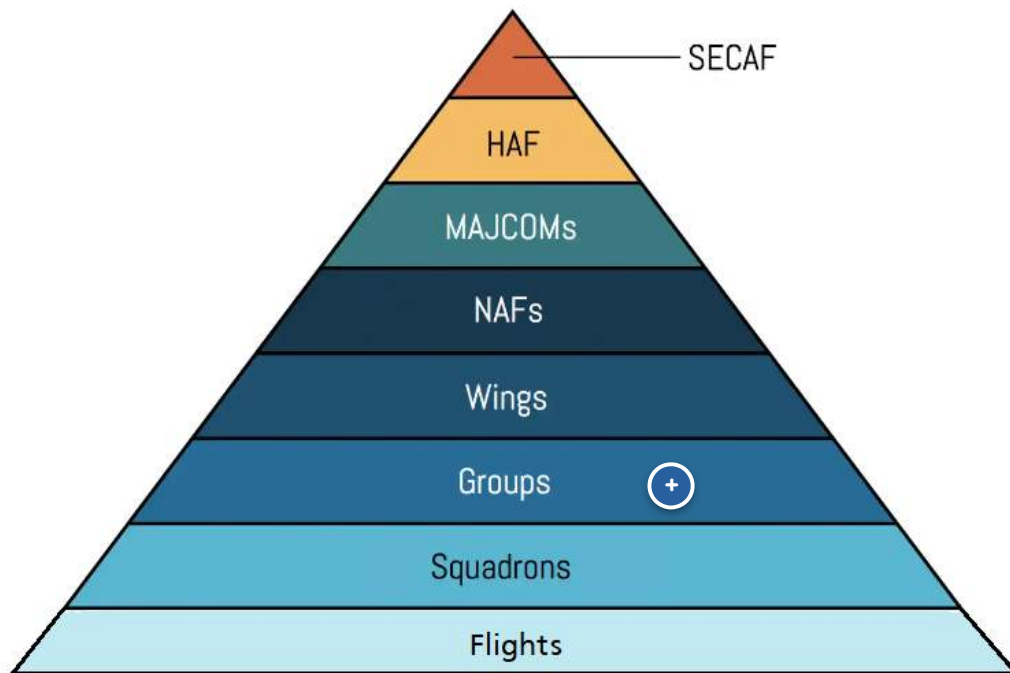 SECAF
HAF
MAJCOMs
NAFs
Wings
Groups
+
Squadrons
Flights